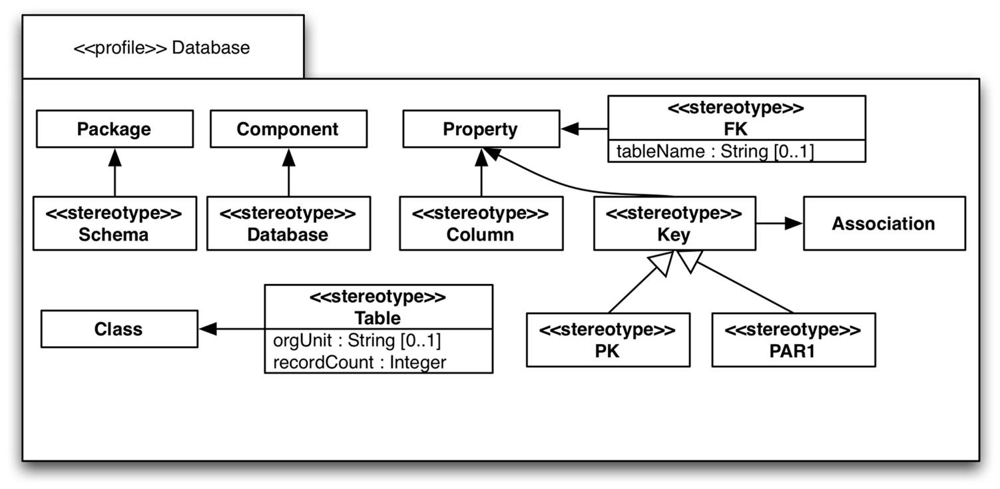 <<profile>> Database
Package
Component
Property
<<stereotype>>
FK
tableName : String [0..1]
<<stereotype>>
Schema
<<stereotype>>
Database
<<stereotype>>
Column
<<stereotype>>
Key
Association
Class
<<stereotype>>
Table
orgUnit : String [0..1]
recordCount : Integer
<<stereotype>>
PK
<<stereotype>>
PAR1